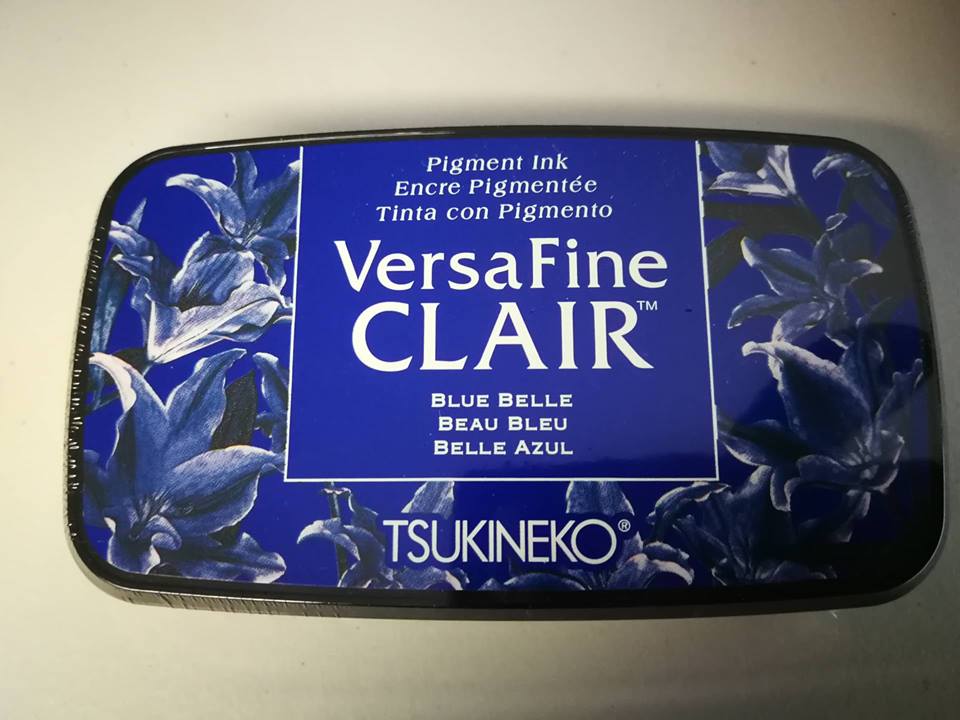 Pigment Ink
Encre Pigmentée
Tinta con Pigmento
VersaFine
CLAIR™
BLUE BELLE
BEAU BLEU
BELLE AZUL
TSUKINEKO®